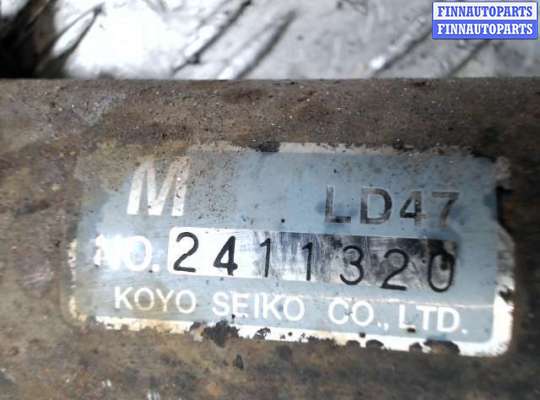 FINNAUTOPARTS
FINNAUTOPARTS
M LD47
NO. 2411320
KOYO SEIKO CO., LTD.